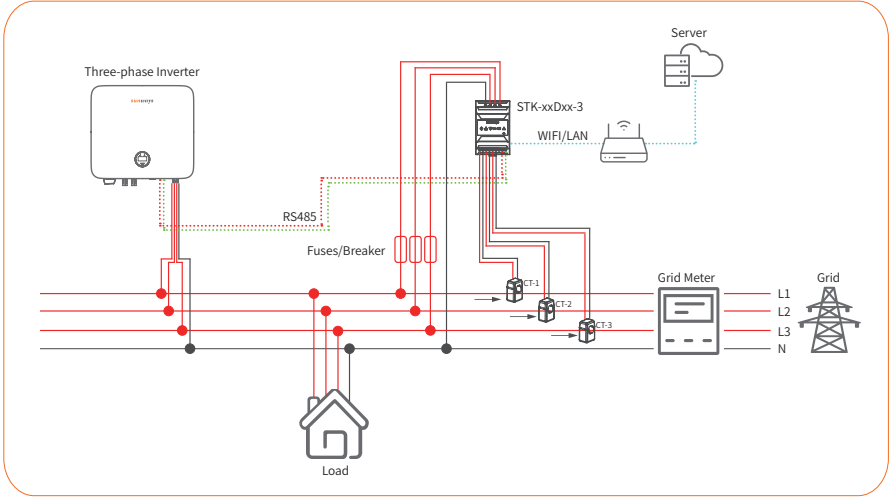 Server
Three-phase Inverter
STK-xxDxx-3
WIFI/LAN
RS485
Fuses/Breaker
CT-1
CT-2
CT-3
Grid Meter
Grid
L1
L2
L3
N
Load